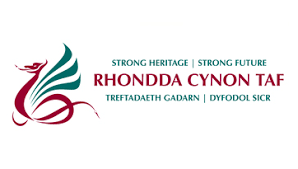 STRONG HERITAGE | STRONG FUTURE
RHONDDA CYNON TAF
TREFTADAETH GADARN | DYFODOL SICR